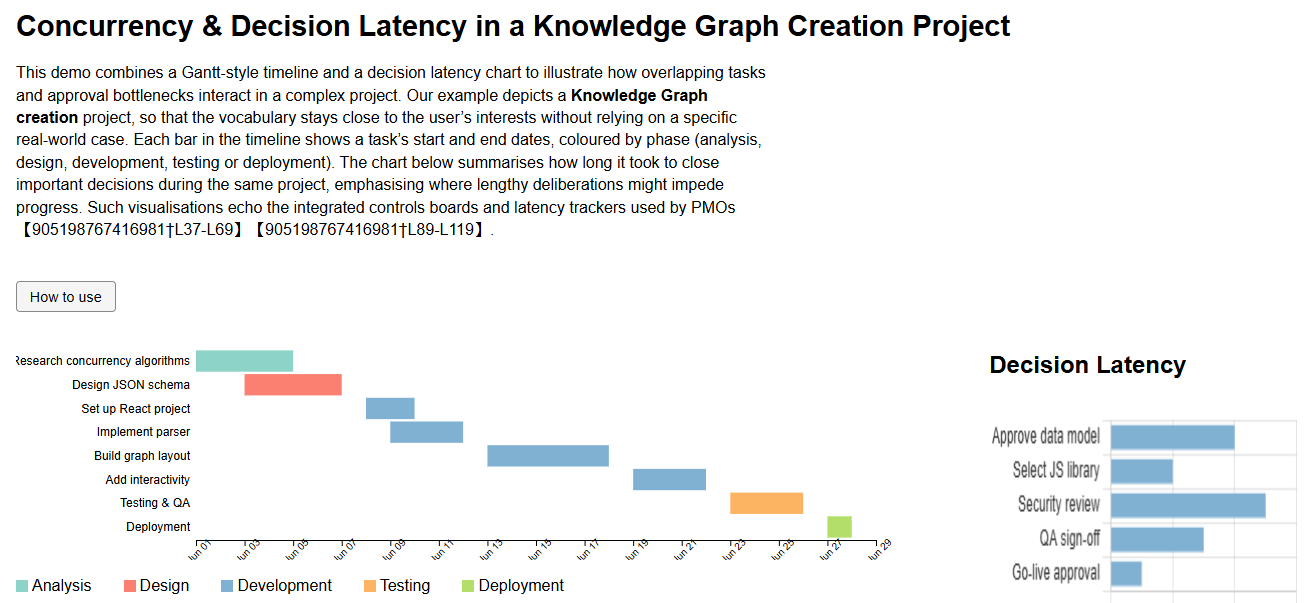 Concurrency & Decision Latency in a Knowledge Graph Creation Project
This demo combines a Gantt-style timeline and a decision latency chart to illustrate how overlapping tasks
and approval bottlenecks interact in a complex project. Our example depicts a Knowledge Graph
creation project, so that the vocabulary stays close to the user’s interests without relying on a specific
real-world case. Each bar in the timeline shows a task’s start and end dates, coloured by phase (analysis,
design, development, testing or deployment). The chart below summarises how long it took to close
important decisions during the same project, emphasising where lengthy deliberations might impede
progress. Such visualisations echo the integrated controls boards and latency trackers used by PMOs
【905198767416981†L37-L69】【905198767416981†L89-L119】.
How to use
Research concurrency algorithms
Design JSON schema
Set up React project
Implement parser
Build graph layout
Add interactivity
Testing & QA
Deployment
Jun 01
Jun 03
Jun 05
Jun 07
Jun 09
Jun 11
Jun 13
Jun 15
Jun 17
Jun 19
Jun 21
Jun 23
Jun 25
Jun 27
Jun 29
Analysis
Design
Development
Testing
Deployment
Decision Latency
Approve data model
Select JS library
Security review
QA sign-off
Go-live approval